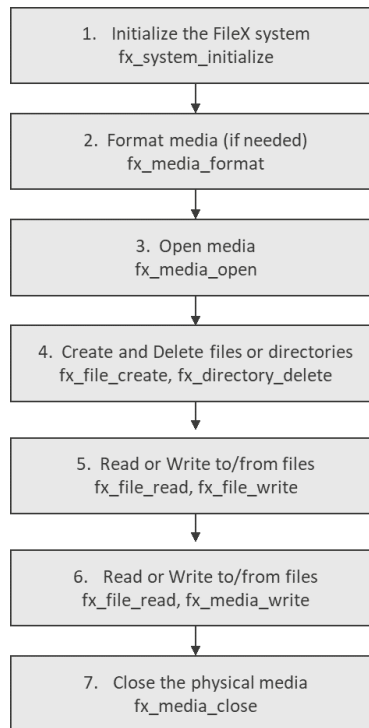 1. Initialize the FileX system
fx_system_initialize
2. Format media (if needed)
fx_media_format
3. Open media
fx_media_open
4. Create and Delete files or directories
fx_file_create, fx_directory_delete
5. Read or Write to/from files
fx_file_read, fx_file_write
6. Read or Write to/from files
fx_file_read, fx_media_write
7. Close the physical media
fx_media_close